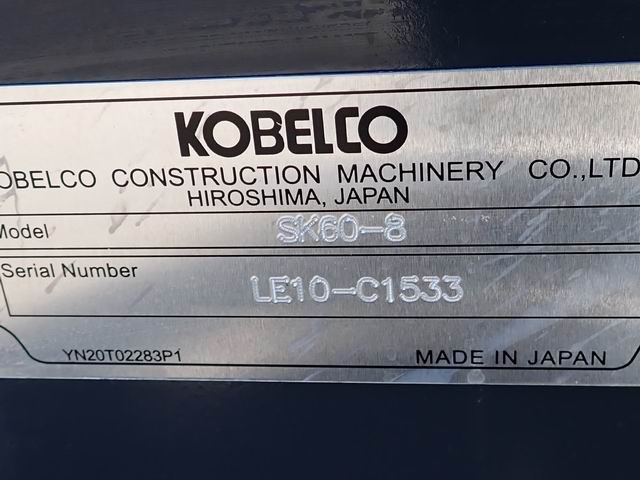 KOBELCO
OBELCO CONSTRUCTION MACHINERY CO.,LTD
HIROSHIMA, JAPAN
Model SK60-8
Serial Number LE10-C1533
YN20T02283P1 MADE IN JAPAN